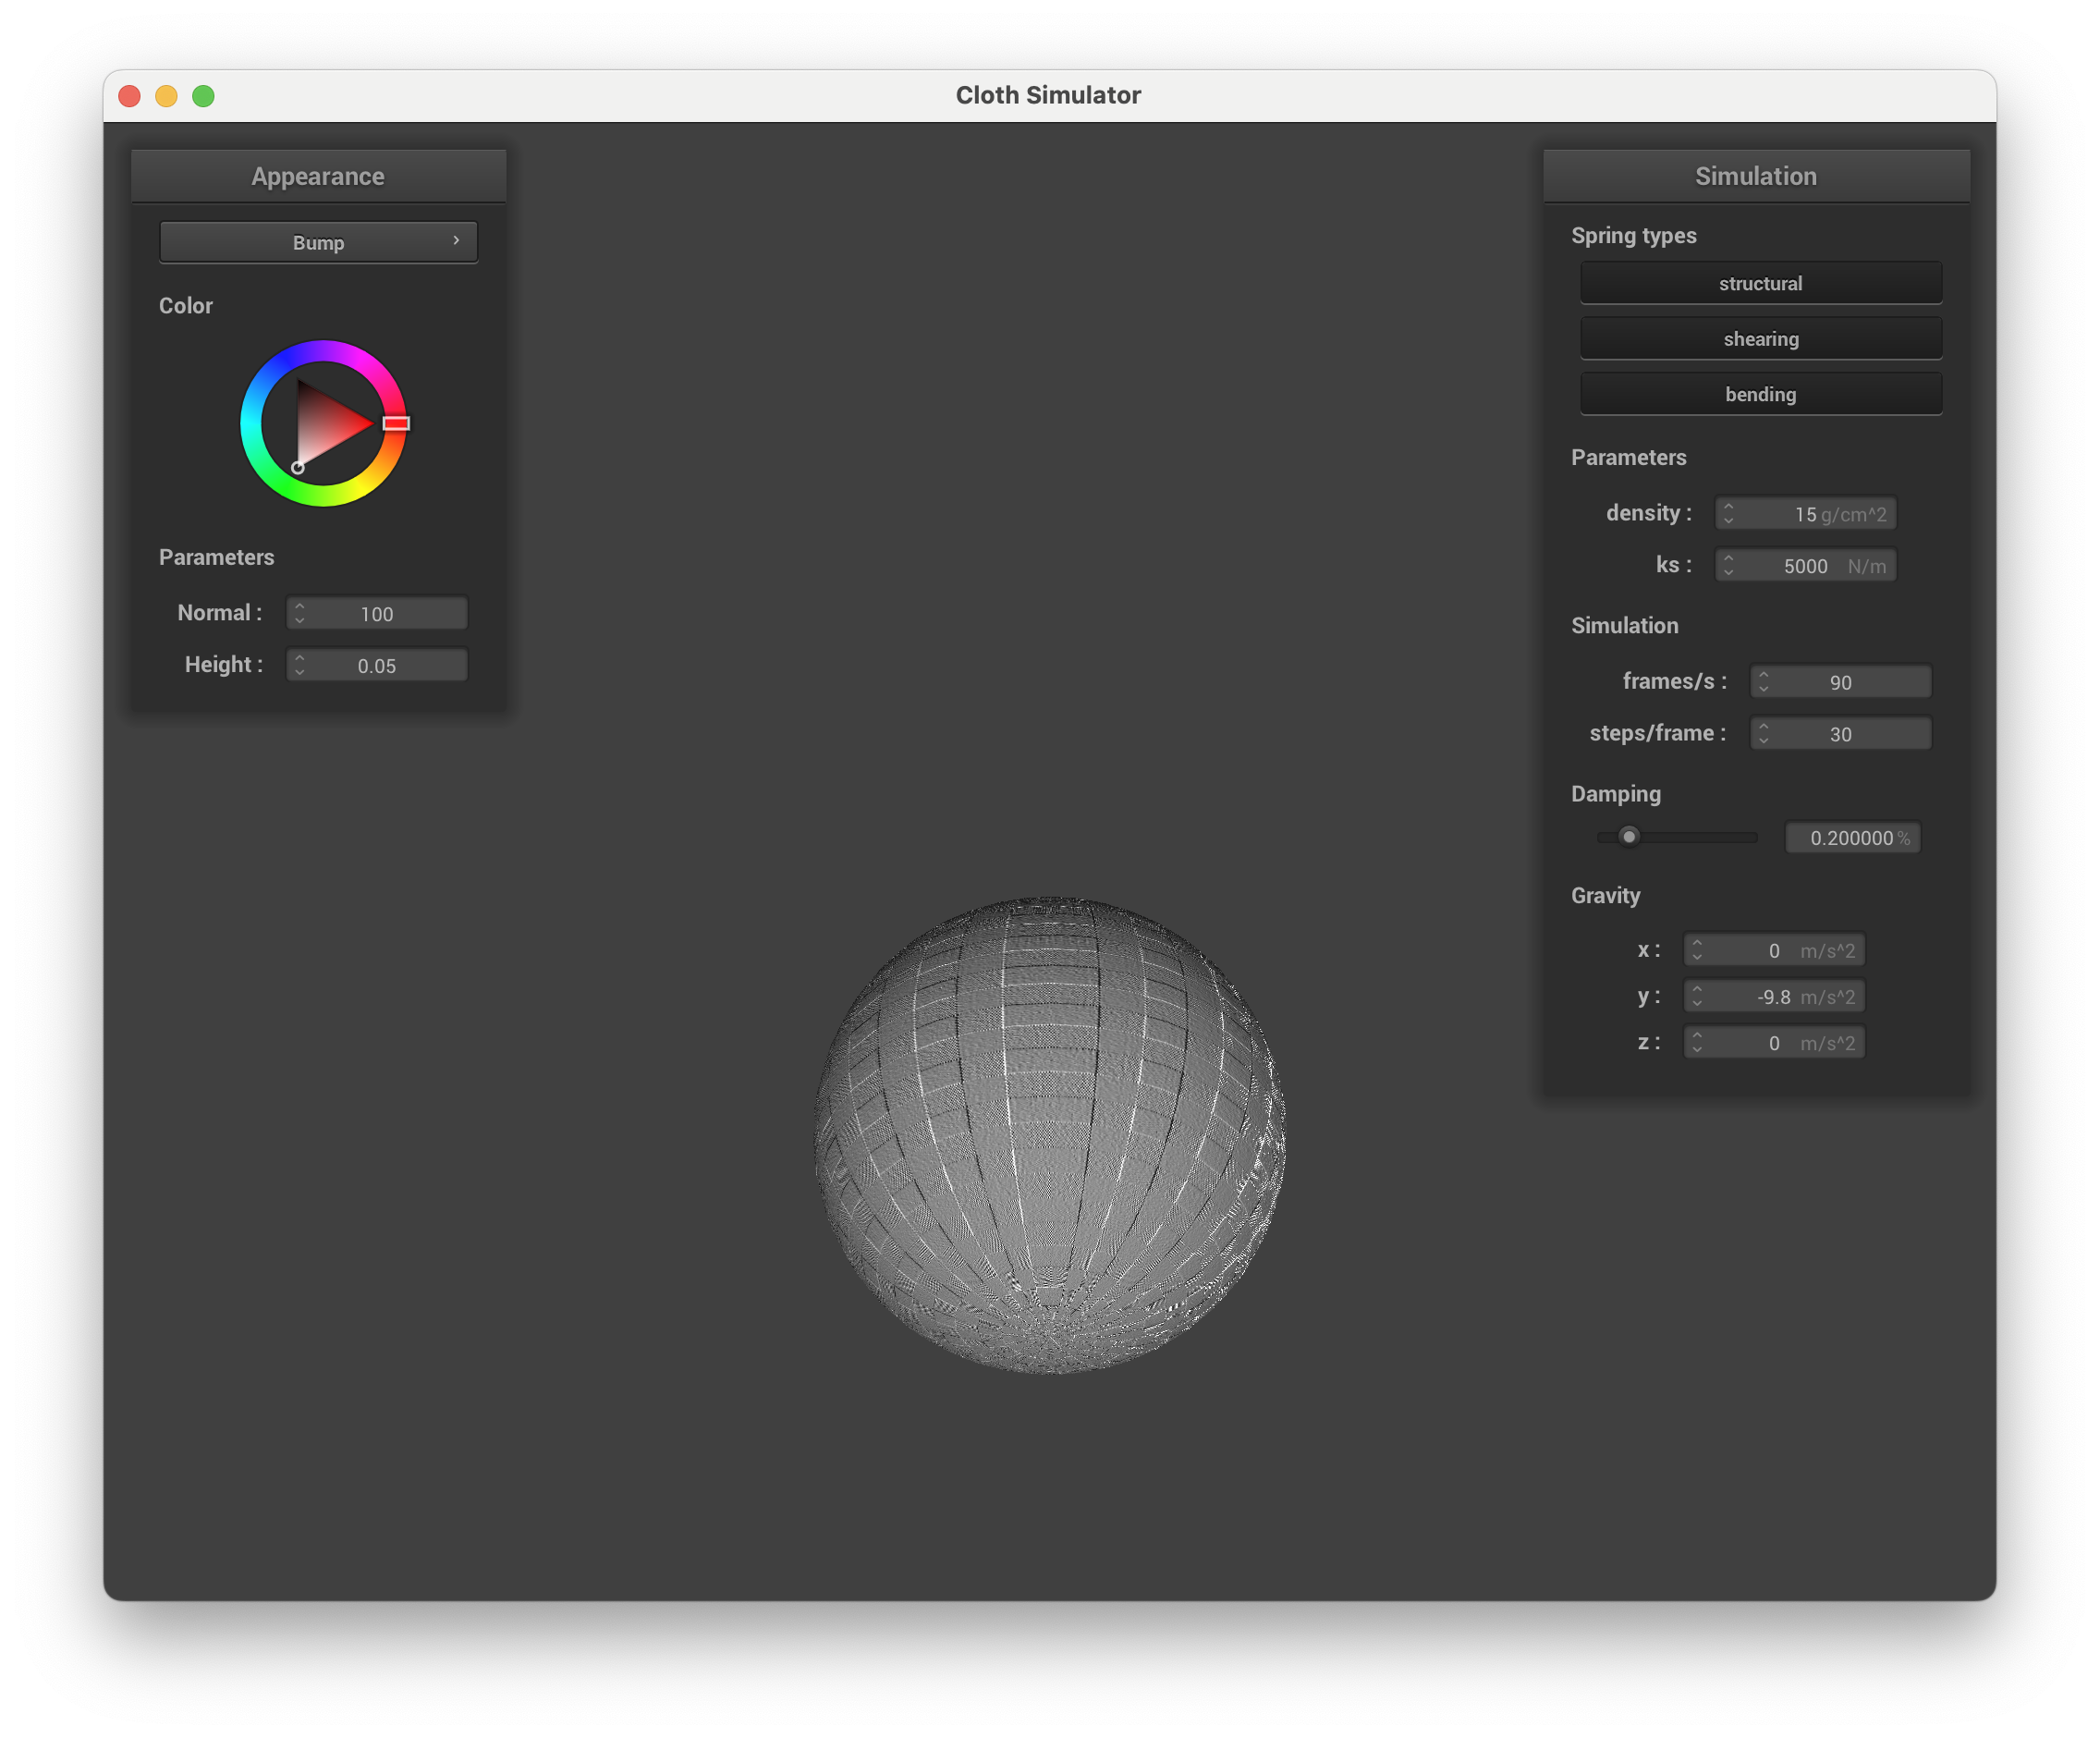 Cloth Simulator
Appearance
Bump
Color
Parameters
Normal : 100
Height : 0.05
Simulation
Spring types
structural
shearing
bending
Parameters
density : 15 g/cm^2
ks : 5000 N/m
Simulation
frames/s : 90
steps/frame : 30
Damping
0.200000 %
Gravity
x : 0 m/s^2
y : -9.8 m/s^2
z : 0 m/s^2